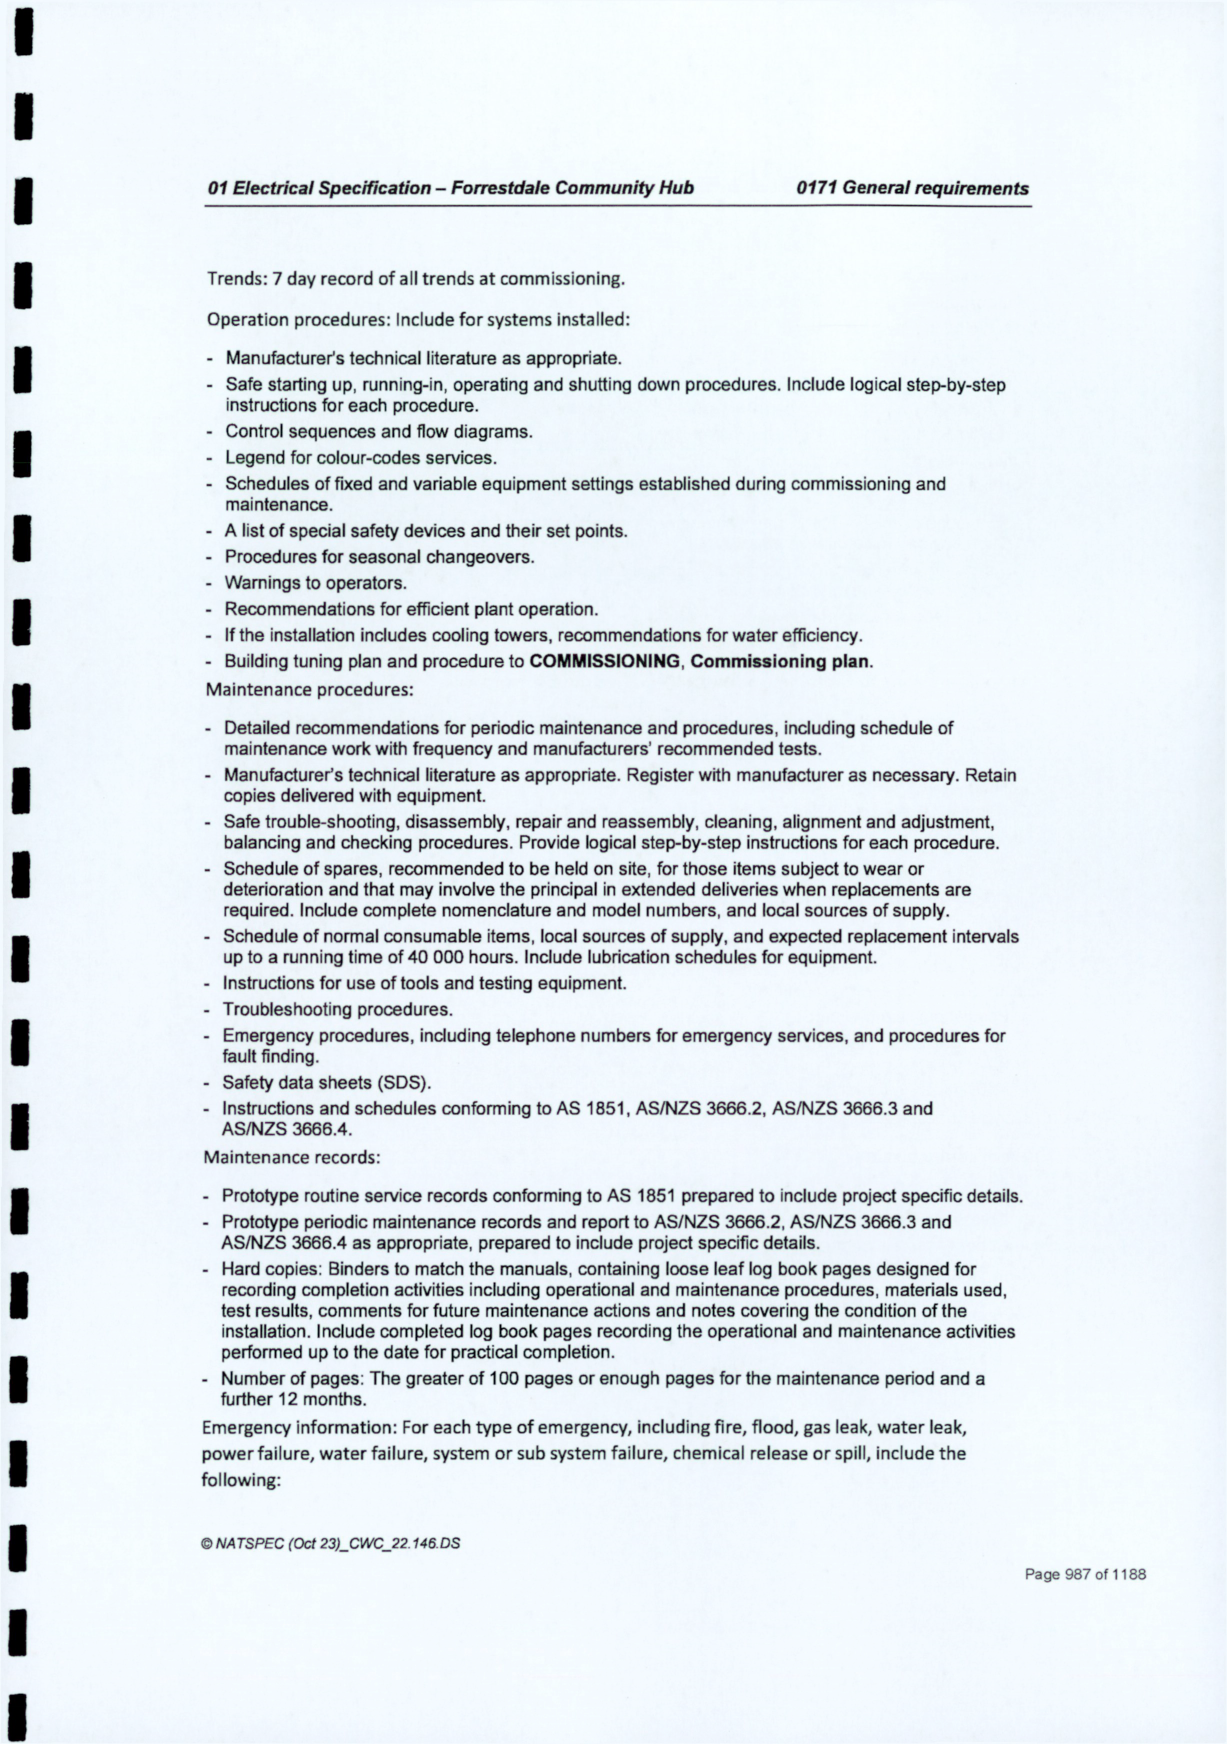 01 Electrical Specification – Forrestdale Community Hub 0171 General requirements
Trends: 7 day record of all trends at commissioning.
Operation procedures: Include for systems installed:
- Manufacturer's technical literature as appropriate.
- Safe starting up, running-in, operating and shutting down procedures. Include logical step-by-step
instructions for each procedure.
- Control sequences and flow diagrams.
- Legend for colour-codes services.
- Schedules of fixed and variable equipment settings established during commissioning and
maintenance.
- A list of special safety devices and their set points.
- Procedures for seasonal changeovers.
- Warnings to operators.
- Recommendations for efficient plant operation.
- If the installation includes cooling towers, recommendations for water efficiency.
- Building tuning plan and procedure to COMMISSIONING, Commissioning plan.
Maintenance procedures:
- Detailed recommendations for periodic maintenance and procedures, including schedule of
maintenance work with frequency and manufacturers' recommended tests.
- Manufacturer's technical literature as appropriate. Register with manufacturer as necessary. Retain
copies delivered with equipment.
- Safe trouble-shooting, disassembly, repair and reassembly, cleaning, alignment and adjustment,
balancing and checking procedures. Provide logical step-by-step instructions for each procedure.
- Schedule of spares, recommended to be held on site, for those items subject to wear or
deterioration and that may involve the principal in extended deliveries when replacements are
required. Include complete nomenclature and model numbers, and local sources of supply.
- Schedule of normal consumable items, local sources of supply, and expected replacement intervals
up to a running time of 40 000 hours. Include lubrication schedules for equipment.
- Instructions for use of tools and testing equipment.
- Troubleshooting procedures.
- Emergency procedures, including telephone numbers for emergency services, and procedures for
fault finding.
- Safety data sheets (SDS).
- Instructions and schedules conforming to AS 1851, AS/NZS 3666.2, AS/NZS 3666.3 and
AS/NZS 3666.4.
Maintenance records:
- Prototype routine service records conforming to AS 1851 prepared to include project specific details.
- Prototype periodic maintenance records and report to AS/NZS 3666.2, AS/NZS 3666.3 and
AS/NZS 3666.4 as appropriate, prepared to include project specific details.
- Hard copies: Binders to match the manuals, containing loose leaf log book pages designed for
recording completion activities including operational and maintenance procedures, materials used,
test results, comments for future maintenance actions and notes covering the condition of the
installation. Include completed log book pages recording the operational and maintenance activities
performed up to the date for practical completion.
- Number of pages: The greater of 100 pages or enough pages for the maintenance period and a
further 12 months.
Emergency information: For each type of emergency, including fire, flood, gas leak, water leak,
power failure, water failure, system or sub system failure, chemical release or spill, include the
following:
© NATSPEC (Oct 23)_CWC_22.146.DS
Page 987 of 1188